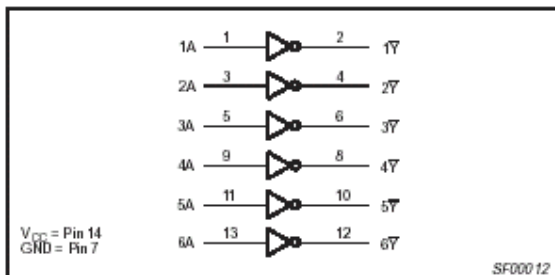 1A 1 2 1Y̅
2A 3 4 2Y̅
3A 5 6 3Y̅
4A 9 8 4Y̅
5A 11 10 5Y̅
6A 13 12 6Y̅
VCC = Pin 14
GND = Pin 7
SF00012